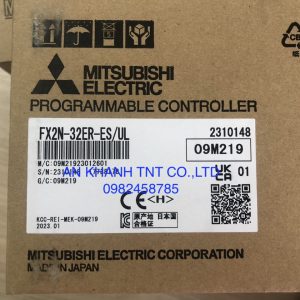 MITSUBISHI
ELECTRIC
PROGRAMMABLE CONTROLLER
FX2N-32ER-ES/UL
2310148
09M219
M/C:09M21923012601
AN KHANH TNT CO.,LTD
0982458785
G/C:09M219
UK
CA
01
CE
<H>
KCC-REI-MEK-09M219
2023.01
MITSUBISHI ELECTRIC CORPORATION
MADE IN JAPAN